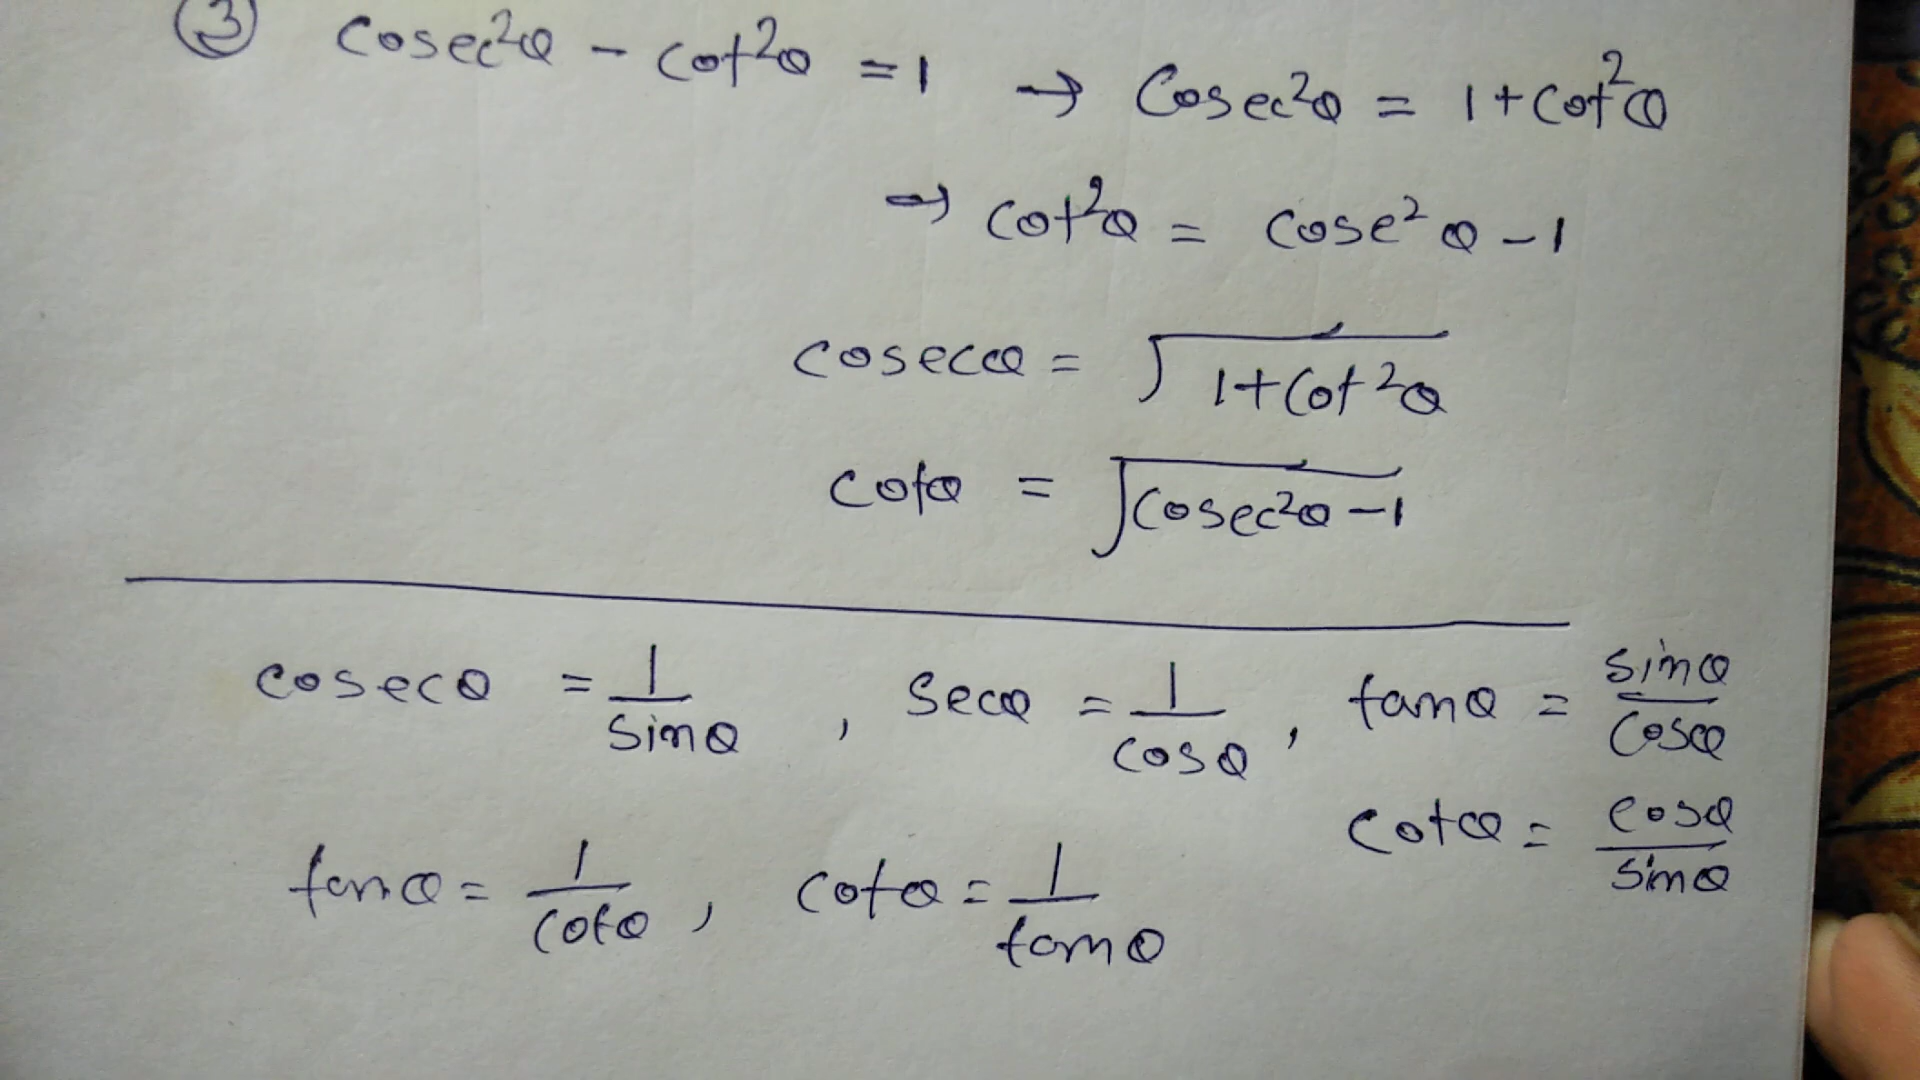 ③ cosec²θ - cot²θ = 1 → Cosec²θ = 1 + cot²θ
⇒ cot²θ = cose²θ - 1
cosecθ = √(1+cot²θ)
cotθ = √(cosec²θ-1)
cosecθ = 1/sinθ , secθ = 1/cosθ , tanθ = sinθ/cosθ
cotθ = cosθ/sinθ
tanθ = 1/cotθ , cotθ = 1/tanθ